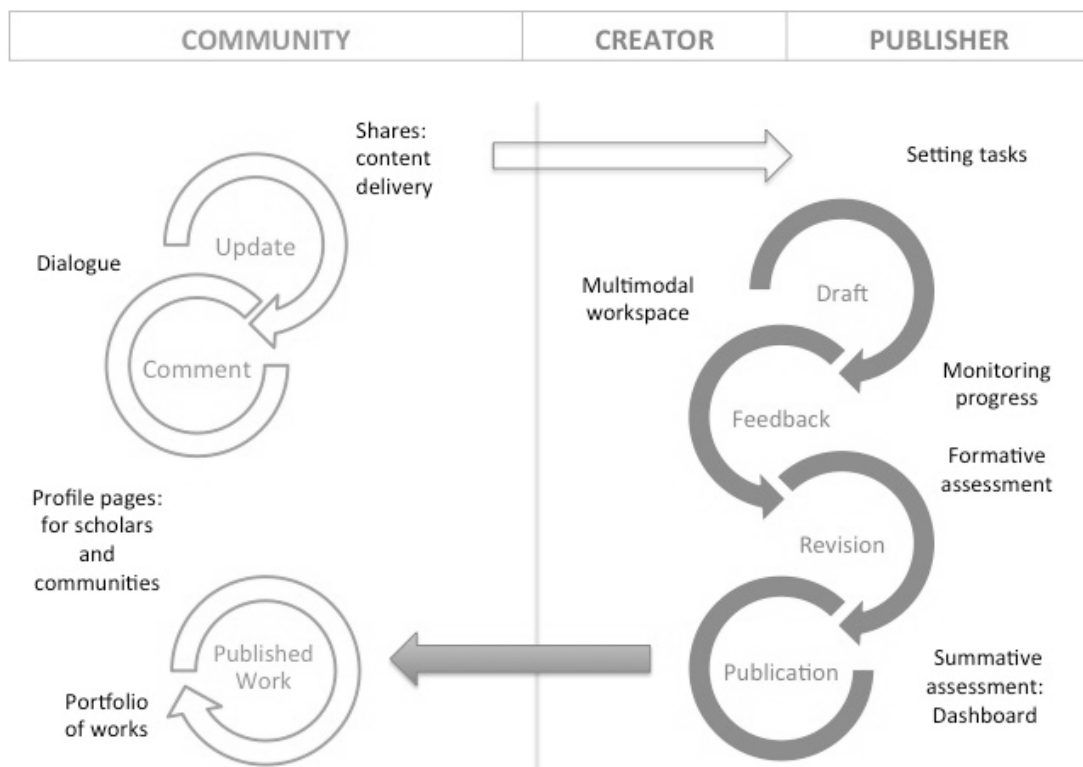 COMMUNITY
CREATOR
PUBLISHER
Shares:
content
delivery
Setting tasks
Update
Dialogue
Comment
Multimodal
workspace
Draft
Monitoring
progress
Feedback
Formative
assessment
Revision
Profile pages:
for scholars
and
communities
Published
Work
Portfolio
of works
Publication
Summative
assessment:
Dashboard